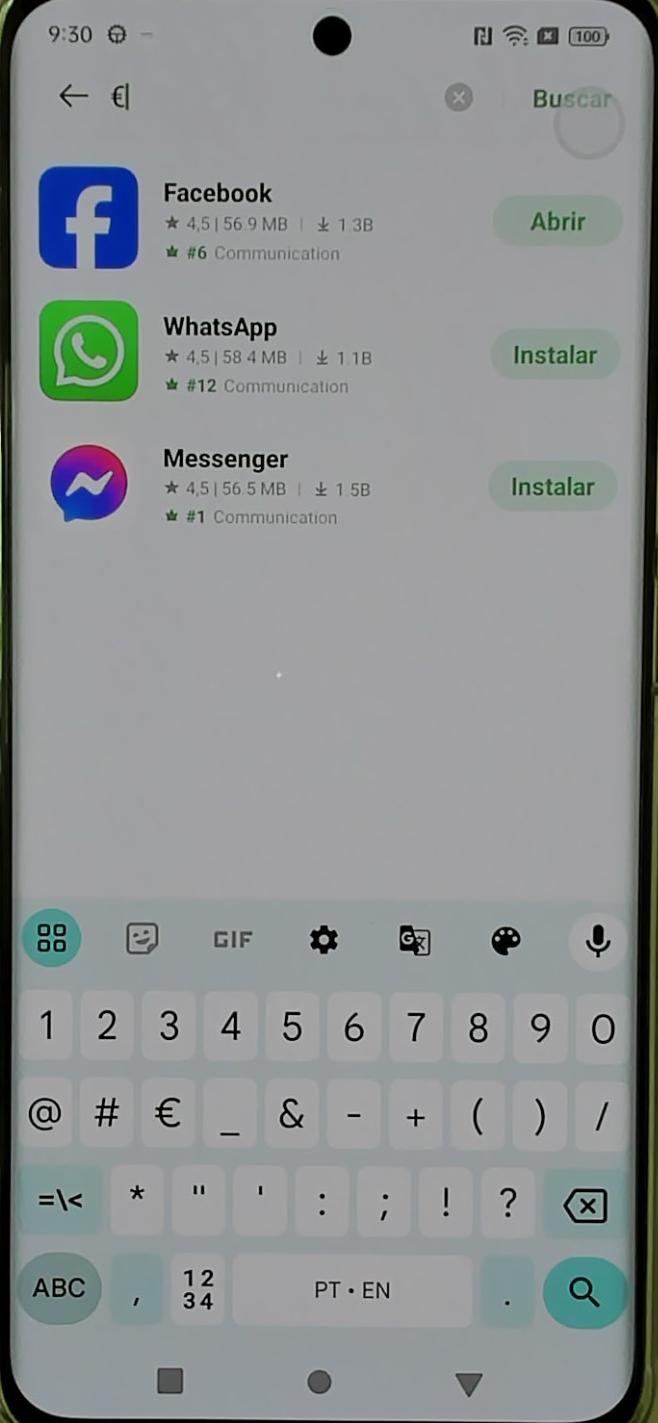 9:30 100
€ Buscar
Facebook
4,5 | 56.9 MB | 1.3B
#6 Communication
Abrir
WhatsApp
4,5 | 58.4 MB | 1.1B
#12 Communication
Instalar
Messenger
4,5 | 56.5 MB | 1.5B
#1 Communication
Instalar
GIF
1 2 3 4 5 6 7 8 9 0
@ # € _ & - + ( ) /
=\< * " ' : ; ! ?
ABC , 12 34 PT • EN .